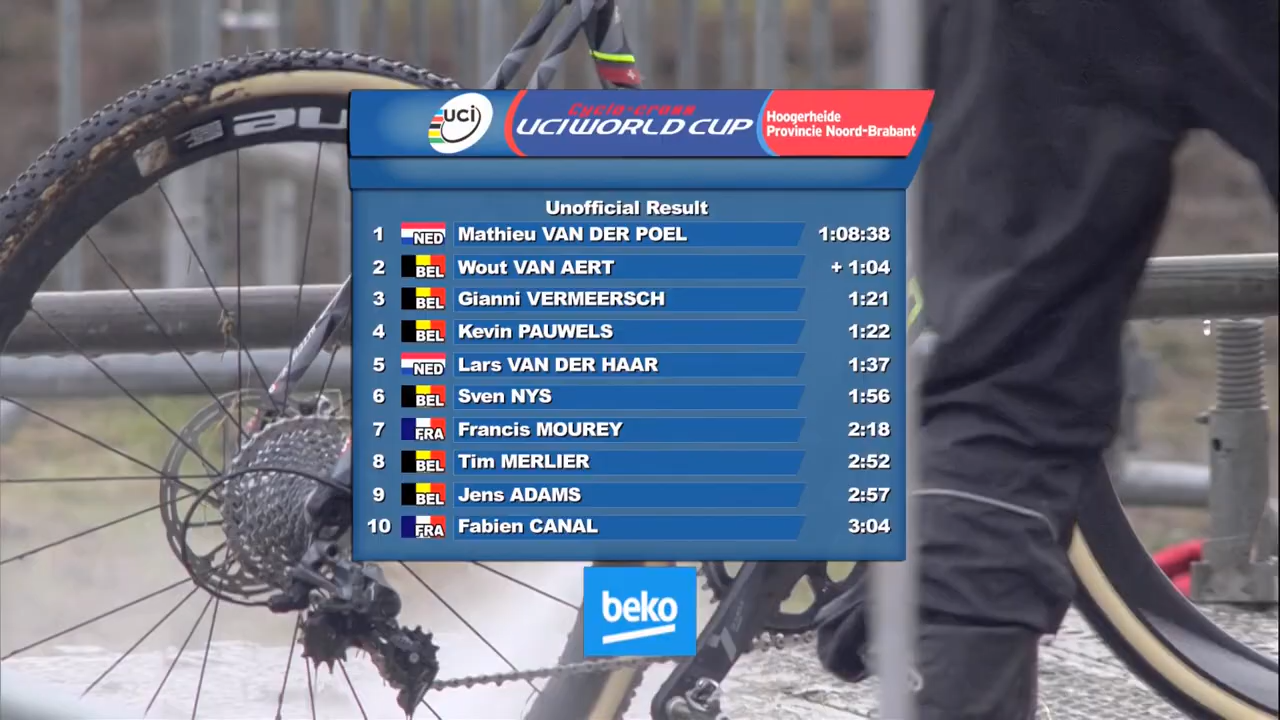 uci
Cyclo-cross
UCI WORLD CUP
Hoogerheide
Provincie Noord-Brabant
Unofficial Result
1 NED Mathieu VAN DER POEL 1:08:38
2 BEL Wout VAN AERT + 1:04
3 BEL Gianni VERMEERSCH 1:21
4 BEL Kevin PAUWELS 1:22
5 NED Lars VAN DER HAAR 1:37
6 BEL Sven NYS 1:56
7 FRA Francis MOUREY 2:18
8 BEL Tim MERLIER 2:52
9 BEL Jens ADAMS 2:57
10 FRA Fabien CANAL 3:04
beko